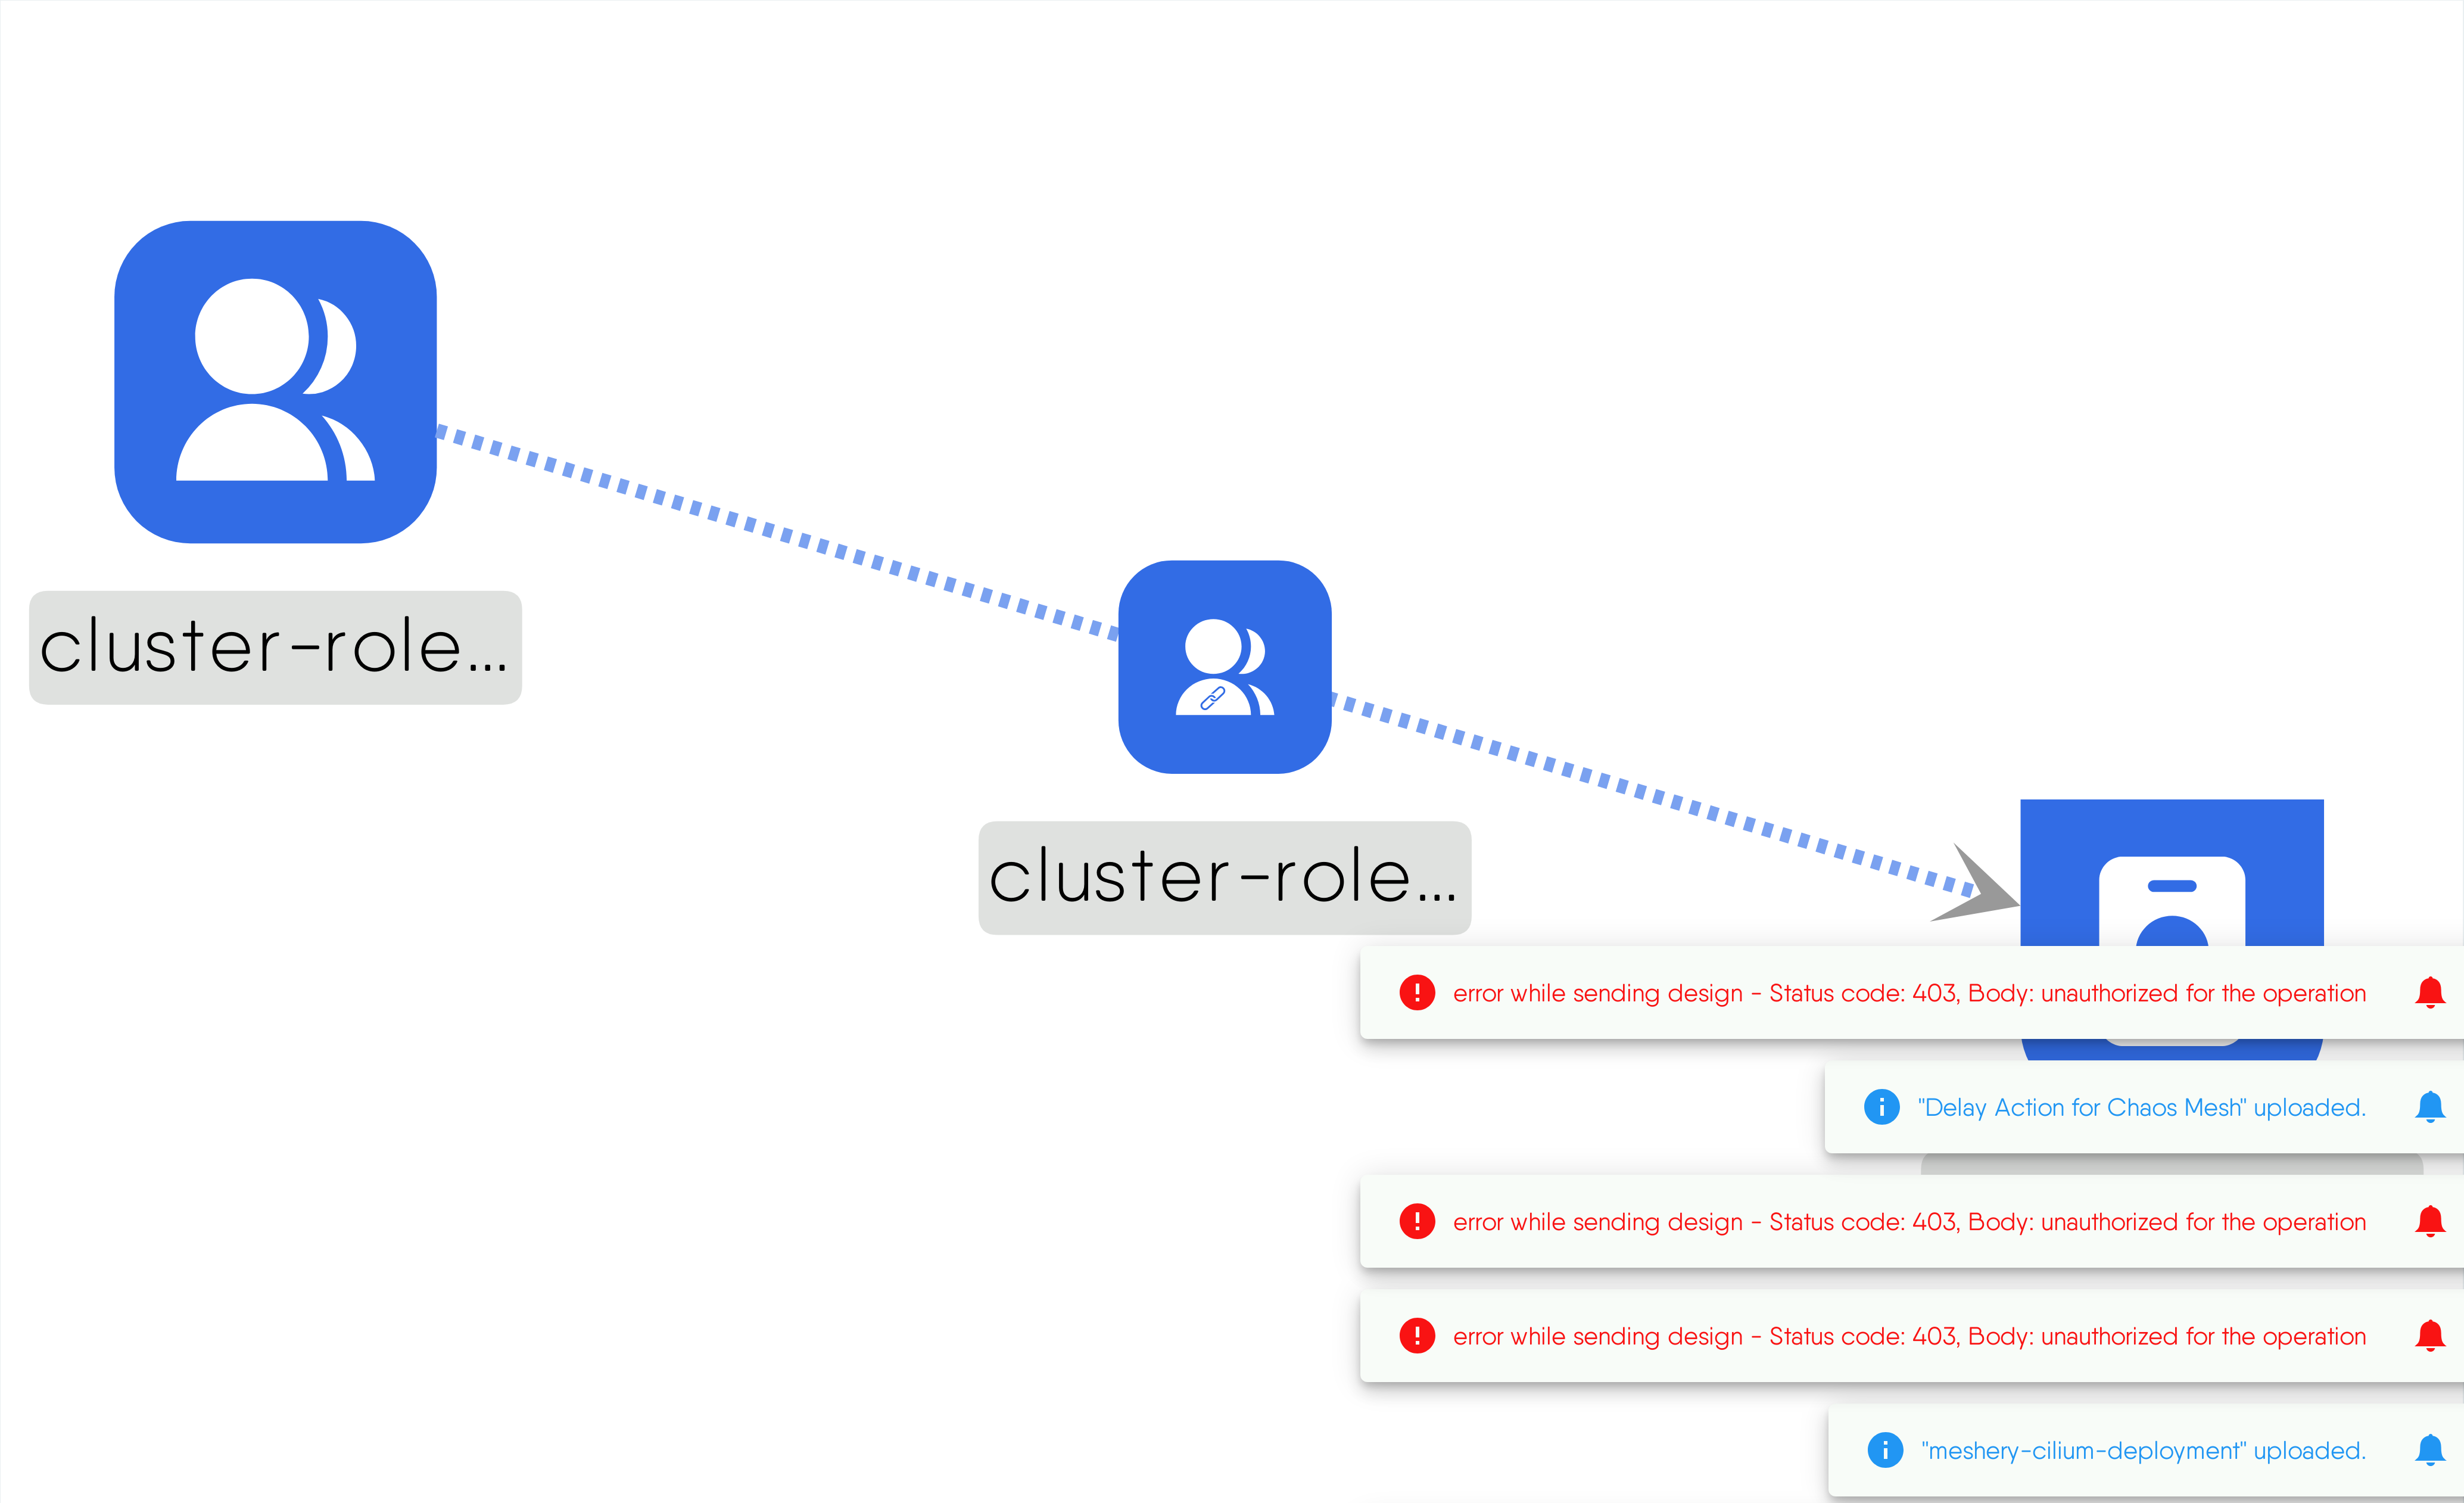 cluster-role...
cluster-role...
error while sending design - Status code: 403, Body: unauthorized for the operation
"Delay Action for Chaos Mesh" uploaded.
error while sending design - Status code: 403, Body: unauthorized for the operation
error while sending design - Status code: 403, Body: unauthorized for the operation
"meshery-cilium-deployment" uploaded.